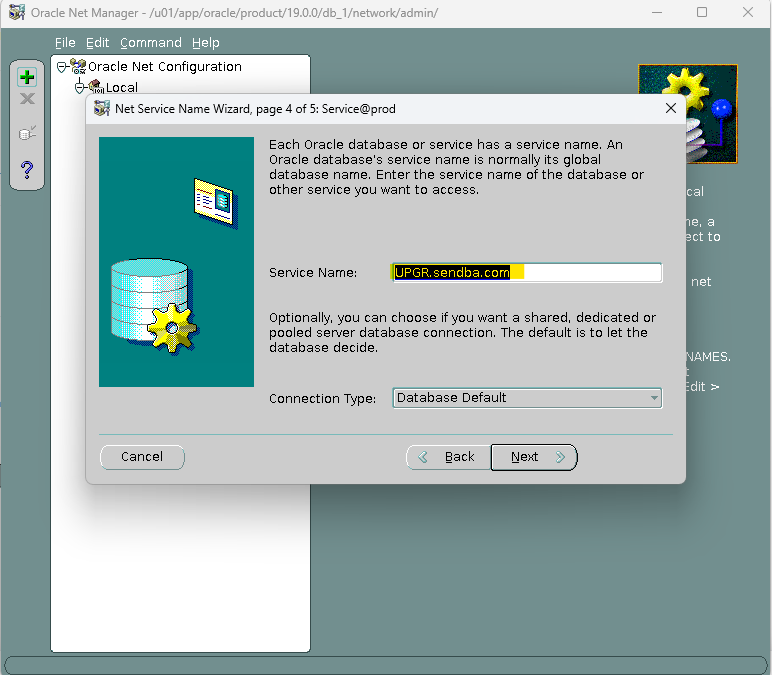 Oracle Net Manager - /u01/app/oracle/product/19.0.0/db_1/network/admin/
File Edit Command Help
Oracle Net Configuration
Local
Net Service Name Wizard, page 4 of 5: Service@prod
Each Oracle database or service has a service name. An
Oracle database's service name is normally its global
database name. Enter the service name of the database or
other service you want to access.
Service Name: UPGR.sendba.com
Optionally, you can choose if you want a shared, dedicated or
pooled server database connection. The default is to let the
database decide.
Connection Type: Database Default
Cancel Back Next
cal
ne, a
ect to
net
NAMES.
t
Edit >